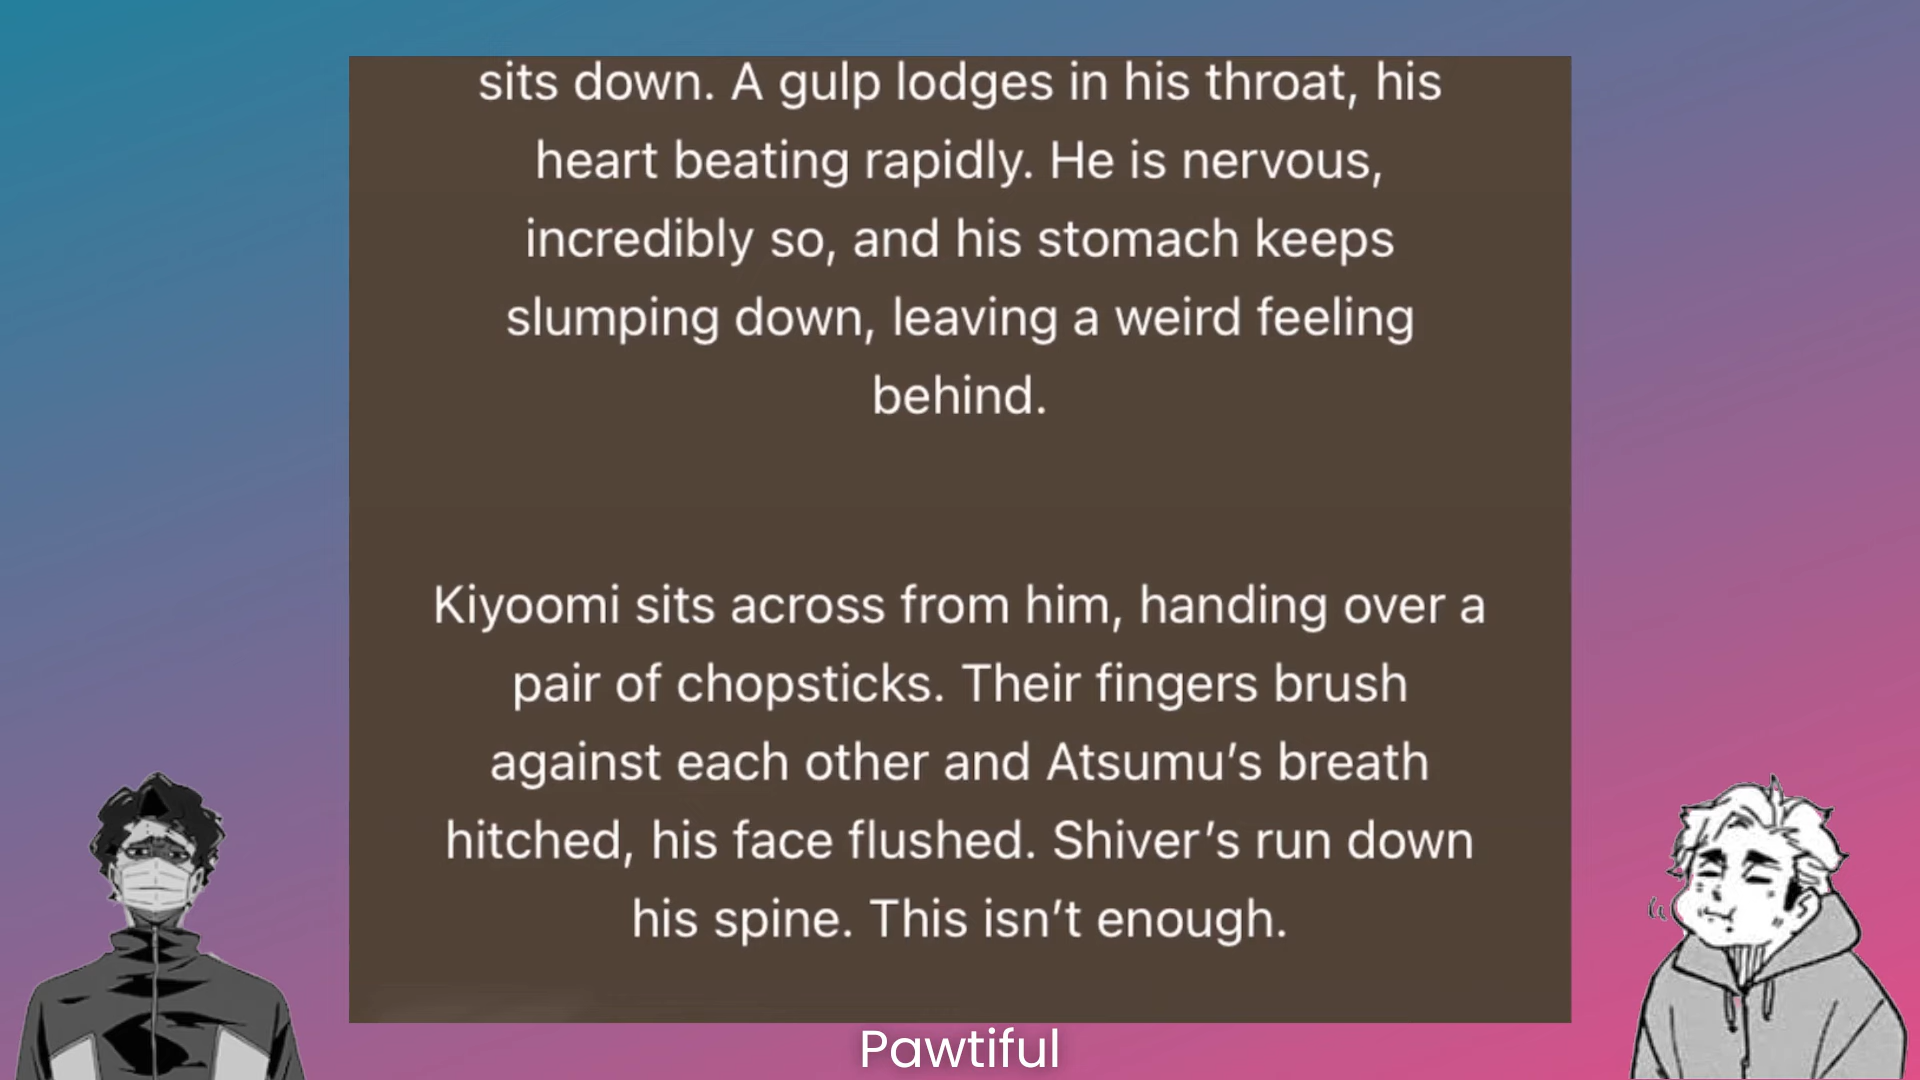 sits down. A gulp lodges in his throat, his
heart beating rapidly. He is nervous,
incredibly so, and his stomach keeps
slumping down, leaving a weird feeling
behind.
Kiyoomi sits across from him, handing over a
pair of chopsticks. Their fingers brush
against each other and Atsumu’s breath
hitched, his face flushed. Shiver’s run down
his spine. This isn’t enough.
Pawtiful